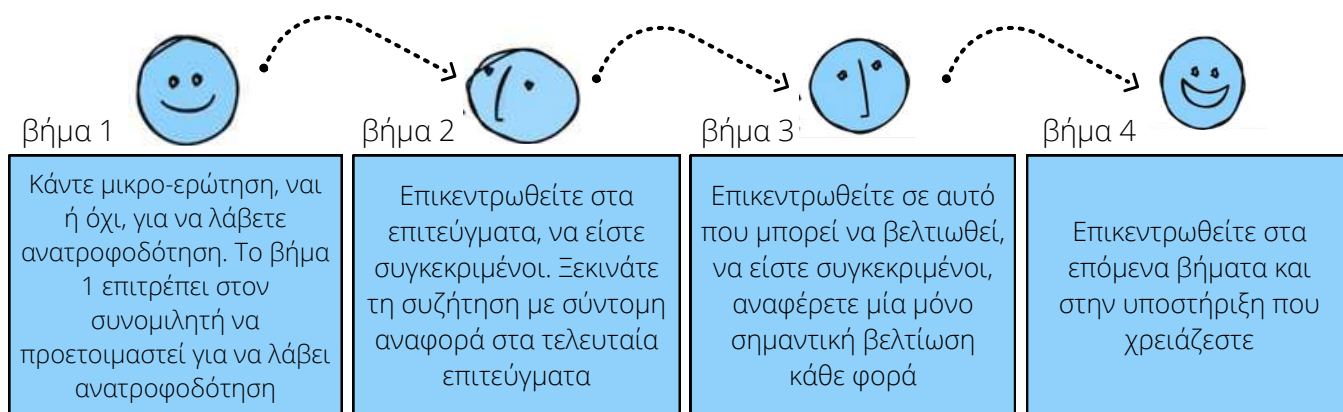 βήμα 1
Κάντε μικρο-ερώτηση, ναι
ή όχι, για να λάβετε
ανατροφοδότηση. Το βήμα
1 επιτρέπει στον
συνομιλητή να
προετοιμαστεί για να λάβει
ανατροφοδότηση
βήμα 2
Επικεντρωθείτε στα
επιτεύγματα, να είστε
συγκεκριμένοι. Ξεκινάτε
τη συζήτηση με σύντομη
αναφορά στα τελευταία
επιτεύγματα
βήμα 3
Επικεντρωθείτε σε αυτό
που μπορεί να βελτιωθεί,
να είστε συγκεκριμένοι,
αναφέρετε μία μόνο
σημαντική βελτίωση
κάθε φορά
βήμα 4
Επικεντρωθείτε στα
επόμενα βήματα και
στην υποστήριξη που
χρειάζεστε